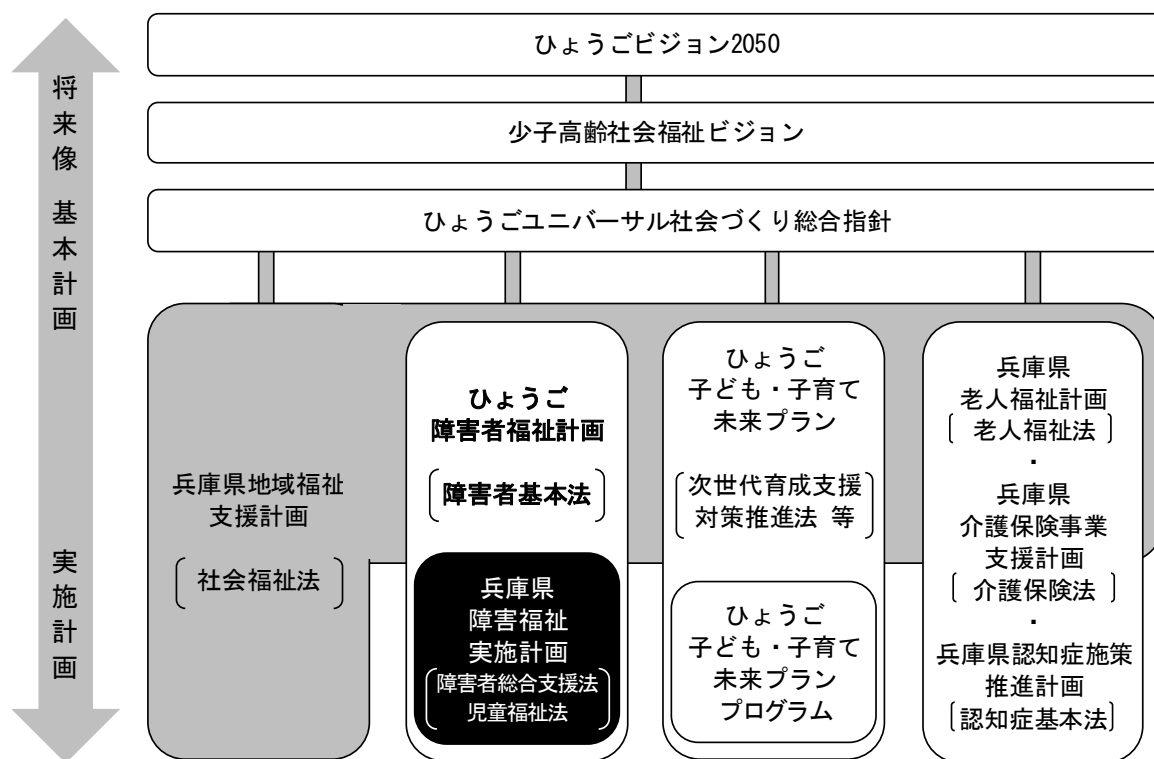 ひょうごビジョン2050
少子高齢社会福祉ビジョン
ひょうごユニバーサル社会づくり総合指針
将来像
基本計画
実施計画
兵庫県地域福祉
支援計画
〔社会福祉法〕
ひょうご
障害者福祉計画
〔障害者基本法〕
兵庫県
障害福祉
実施計画
〔障害者総合支援法
児童福祉法〕
ひょうご
子ども・子育て
未来プラン
〔次世代育成支援
対策推進法 等〕
ひょうご
子ども・子育て
未来プラン
プログラム
兵庫県
老人福祉計画
〔老人福祉法〕
・
兵庫県
介護保険事業
支援計画
〔介護保険法〕
・
兵庫県認知症施策
推進計画
〔認知症基本法〕